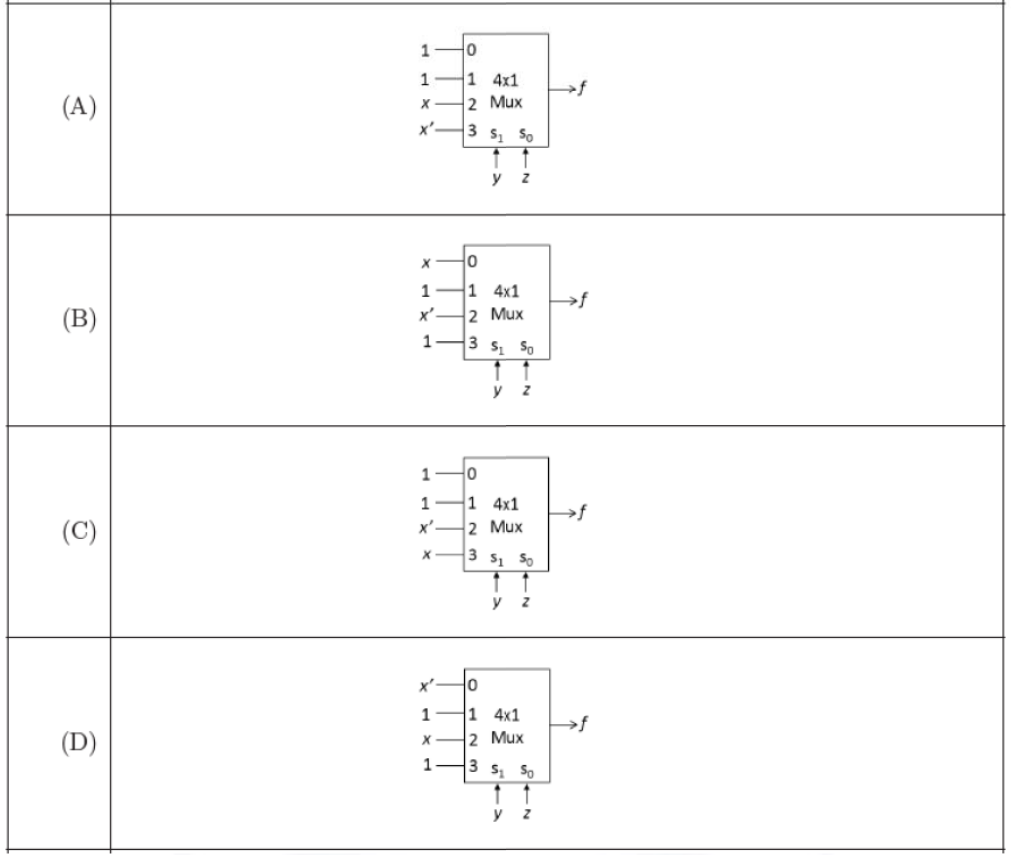 (A)
1 0
1 1 4x1
x 2 Mux
x′ 3 s₁ s₀
f
y z
(B)
x 0
1 1 4x1
x′ 2 Mux
1 3 s₁ s₀
f
y z
(C)
1 0
1 1 4x1
x′ 2 Mux
x 3 s₁ s₀
f
y z
(D)
x′ 0
1 1 4x1
x 2 Mux
1 3 s₁ s₀
f
y z